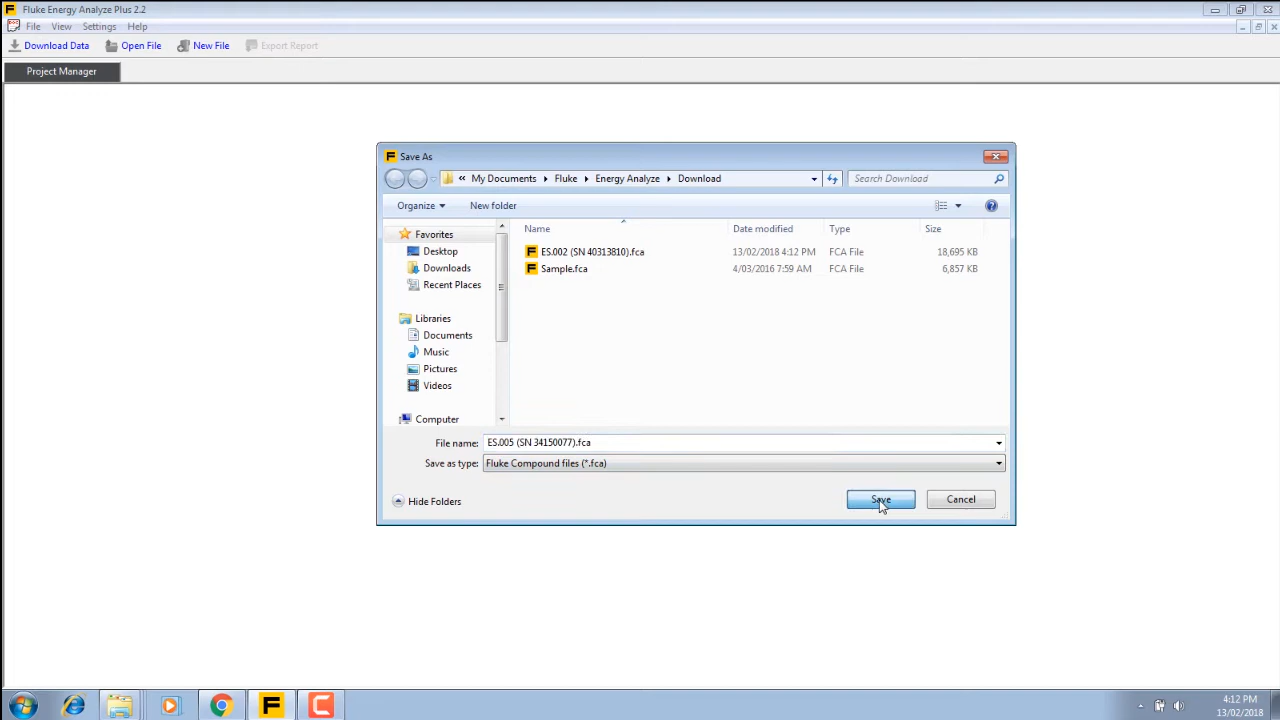 Fluke Energy Analyze Plus 2.2
File View Settings Help
Download Data Open File New File Export Report
Project Manager
Save As
« My Documents Fluke Energy Analyze Download Search Download
Organize New folder
Favorites
Desktop
Downloads
Recent Places
Libraries
Documents
Music
Pictures
Videos
Computer
Name Date modified Type Size
ES.002 (SN 40313810).fca 13/02/2018 4:12 PM FCA File 18,695 KB
Sample.fca 4/03/2016 7:59 AM FCA File 6,857 KB
File name: ES.005 (SN 34150077).fca
Save as type: Fluke Compound files (*.fca)
Hide Folders Save Cancel
4:12 PM
13/02/2018